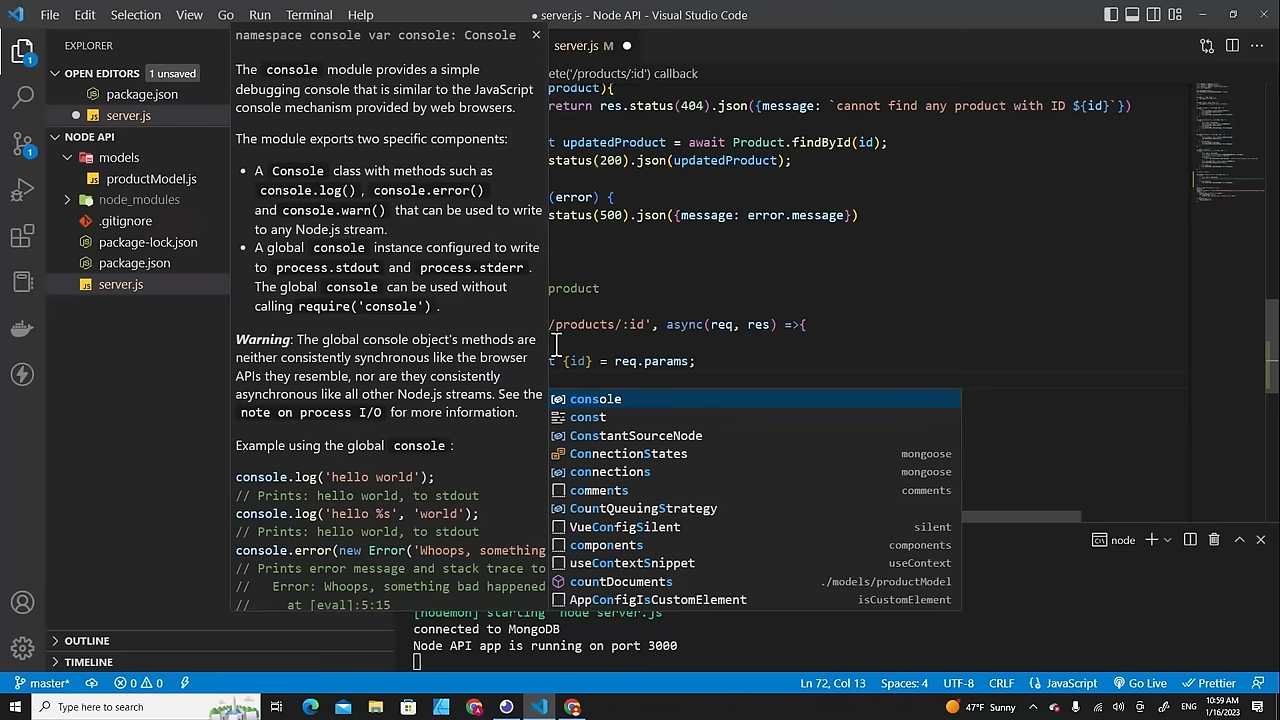 File Edit Selection View Go Run Terminal Help
● server.js - Node API - Visual Studio Code
EXPLORER
OPEN EDITORS 1 unsaved
package.json
server.js
NODE API
models
productModel.js
node_modules
.gitignore
package-lock.json
package.json
server.js
OUTLINE
TIMELINE
1
1
namespace console var console: Console
The console module provides a simple
debugging console that is similar to the JavaScript
console mechanism provided by web browsers.
The module exports two specific components:
• A Console class with methods such as
console.log() , console.error()
and console.warn() that can be used to write
to any Node.js stream.
• A global console instance configured to write
to process.stdout and process.stderr .
The global console can be used without
calling require('console') .
Warning: The global console object's methods are
neither consistently synchronous like the browser
APIs they resemble, nor are they consistently
asynchronous like all other Node.js streams. See the
note on process I/O for more information.
Example using the global console :
console.log('hello world');
// Prints: hello world, to stdout
console.log('hello %s', 'world');
// Prints: hello world, to stdout
console.error(new Error('Whoops, something
// Prints error message and stack trace to
// Error: Whoops, something bad happened
// at [eval]:5:15
server.js M
ete('/products/:id') callback
product){
return res.status(404).json({message: `cannot find any product with ID ${id}`})
t updatedProduct = await Product.findById(id);
status(200).json(updatedProduct);
(error) {
status(500).json({message: error.message})
product
/products/:id', async(req, res) =>{
t {id} = req.params;
console
const
ConstantSourceNode
ConnectionStates mongoose
connections mongoose
comments comments
CountQueuingStrategy
VueConfigSilent silent
components components
useContextSnippet useContext
countDocuments ./models/productModel
AppConfigIsCustomElement isCustomElement
node
[nodemon] starting `node server.js`
connected to MongoDB
Node API app is running on port 3000
master* 0 0 Ln 72, Col 13 Spaces: 4 UTF-8 CRLF JavaScript Go Live Prettier
Type here to search
47°F Sunny
10:59 AM
1/16/2023